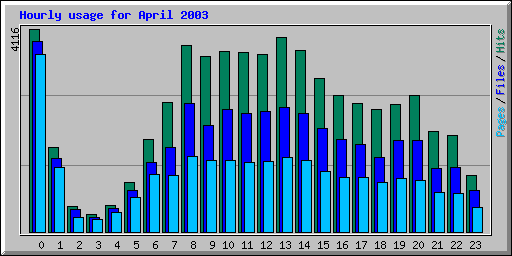 Hourly usage for April 2003
4116
Pages/Files/Hits
0 1 2 3 4 5 6 7 8 9 10 11 12 13 14 15 16 17 18 19 20 21 22 23